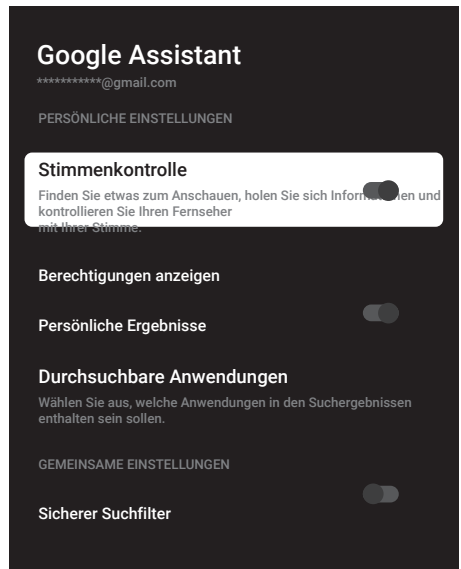 Google Assistant
***********@gmail.com
PERSÖNLICHE EINSTELLUNGEN
Stimmenkontrolle
Finden Sie etwas zum Anschauen, holen Sie sich Informationen und
kontrollieren Sie Ihren Fernseher
mit Ihrer Stimme.
Berechtigungen anzeigen
Persönliche Ergebnisse
Durchsuchbare Anwendungen
Wählen Sie aus, welche Anwendungen in den Suchergebnissen
enthalten sein sollen.
GEMEINSAME EINSTELLUNGEN
Sicherer Suchfilter